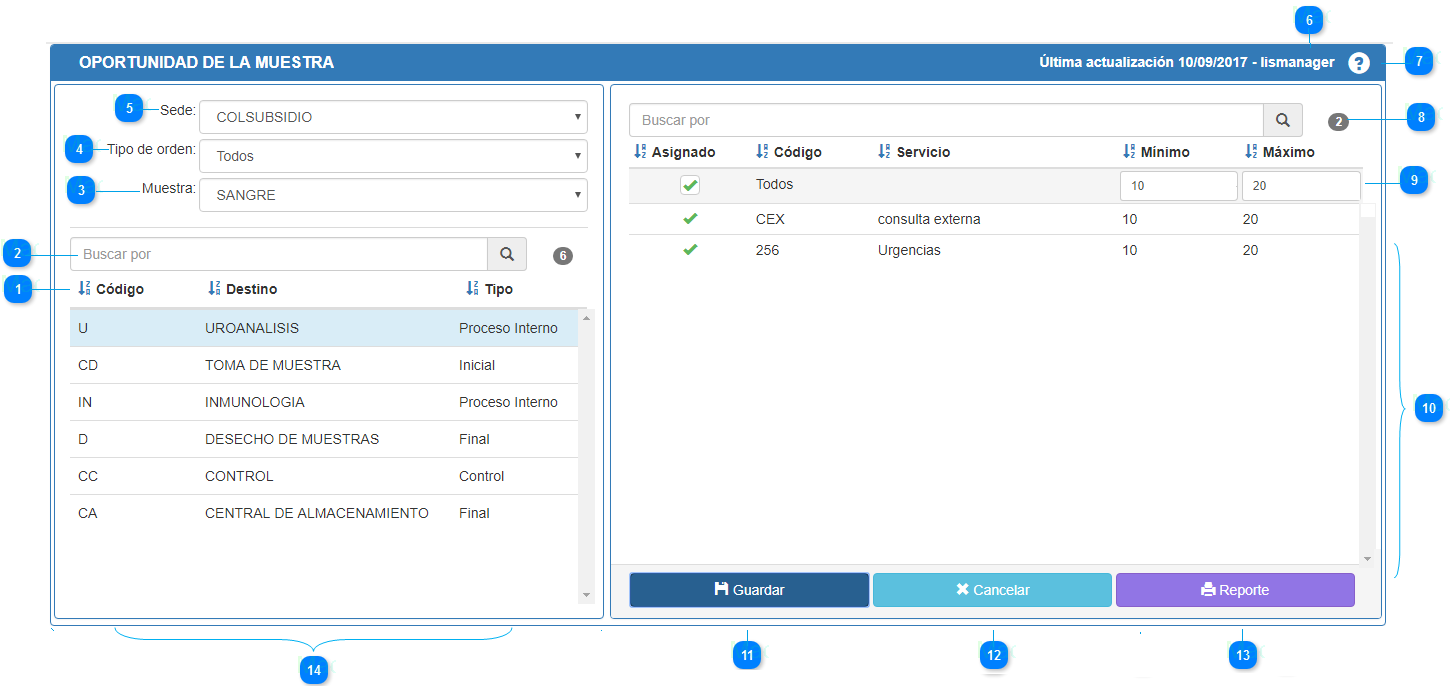 6
OPORTUNIDAD DE LA MUESTRA
Última actualización 10/09/2017 - lismanager ?
7
5 Sede: COLSUBSIDIO
4 Tipo de orden: Todos
3 Muestra: SANGRE
2 Buscar por 6
1 Código Destino Tipo
U UROANALISIS Proceso Interno
CD TOMA DE MUESTRA Inicial
IN INMUNOLOGIA Proceso Interno
D DESECHO DE MUESTRAS Final
CC CONTROL Control
CA CENTRAL DE ALMACENAMIENTO Final
14
Buscar por 2 8
Asignado Código Servicio Mínimo Máximo
Todos 10 20 9
CEX consulta externa 10 20
256 Urgencias 10 20
10
Guardar Cancelar Reporte
11 12 13